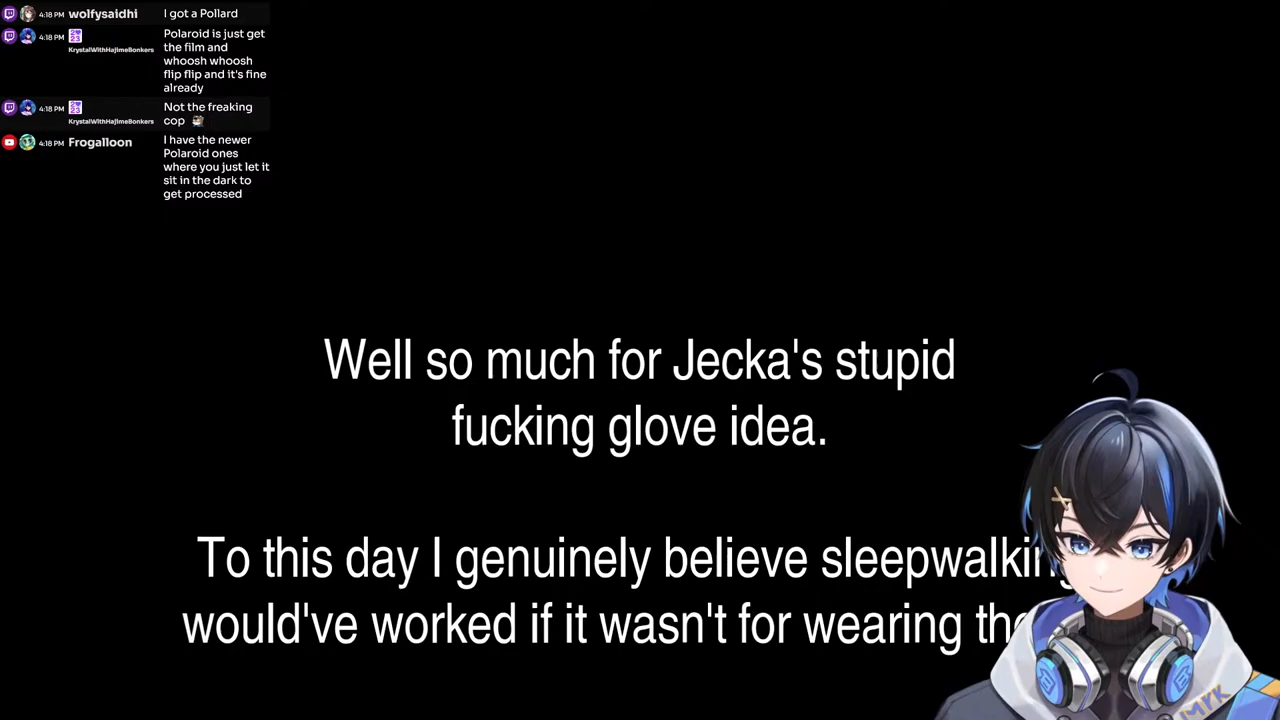 4:18 PM wolfysaidhi I got a Pollard
4:18 PM KrystalWithHajimeBonkers Polaroid is just get
the film and
whoosh whoosh
flip flip and it's fine
already
4:18 PM KrystalWithHajimeBonkers Not the freaking
cop
4:18 PM Frogalloon I have the newer
Polaroid ones
where you just let it
sit in the dark to
get processed
Well so much for Jecka's stupid
fucking glove idea.
To this day I genuinely believe sleepwalking
would've worked if it wasn't for wearing